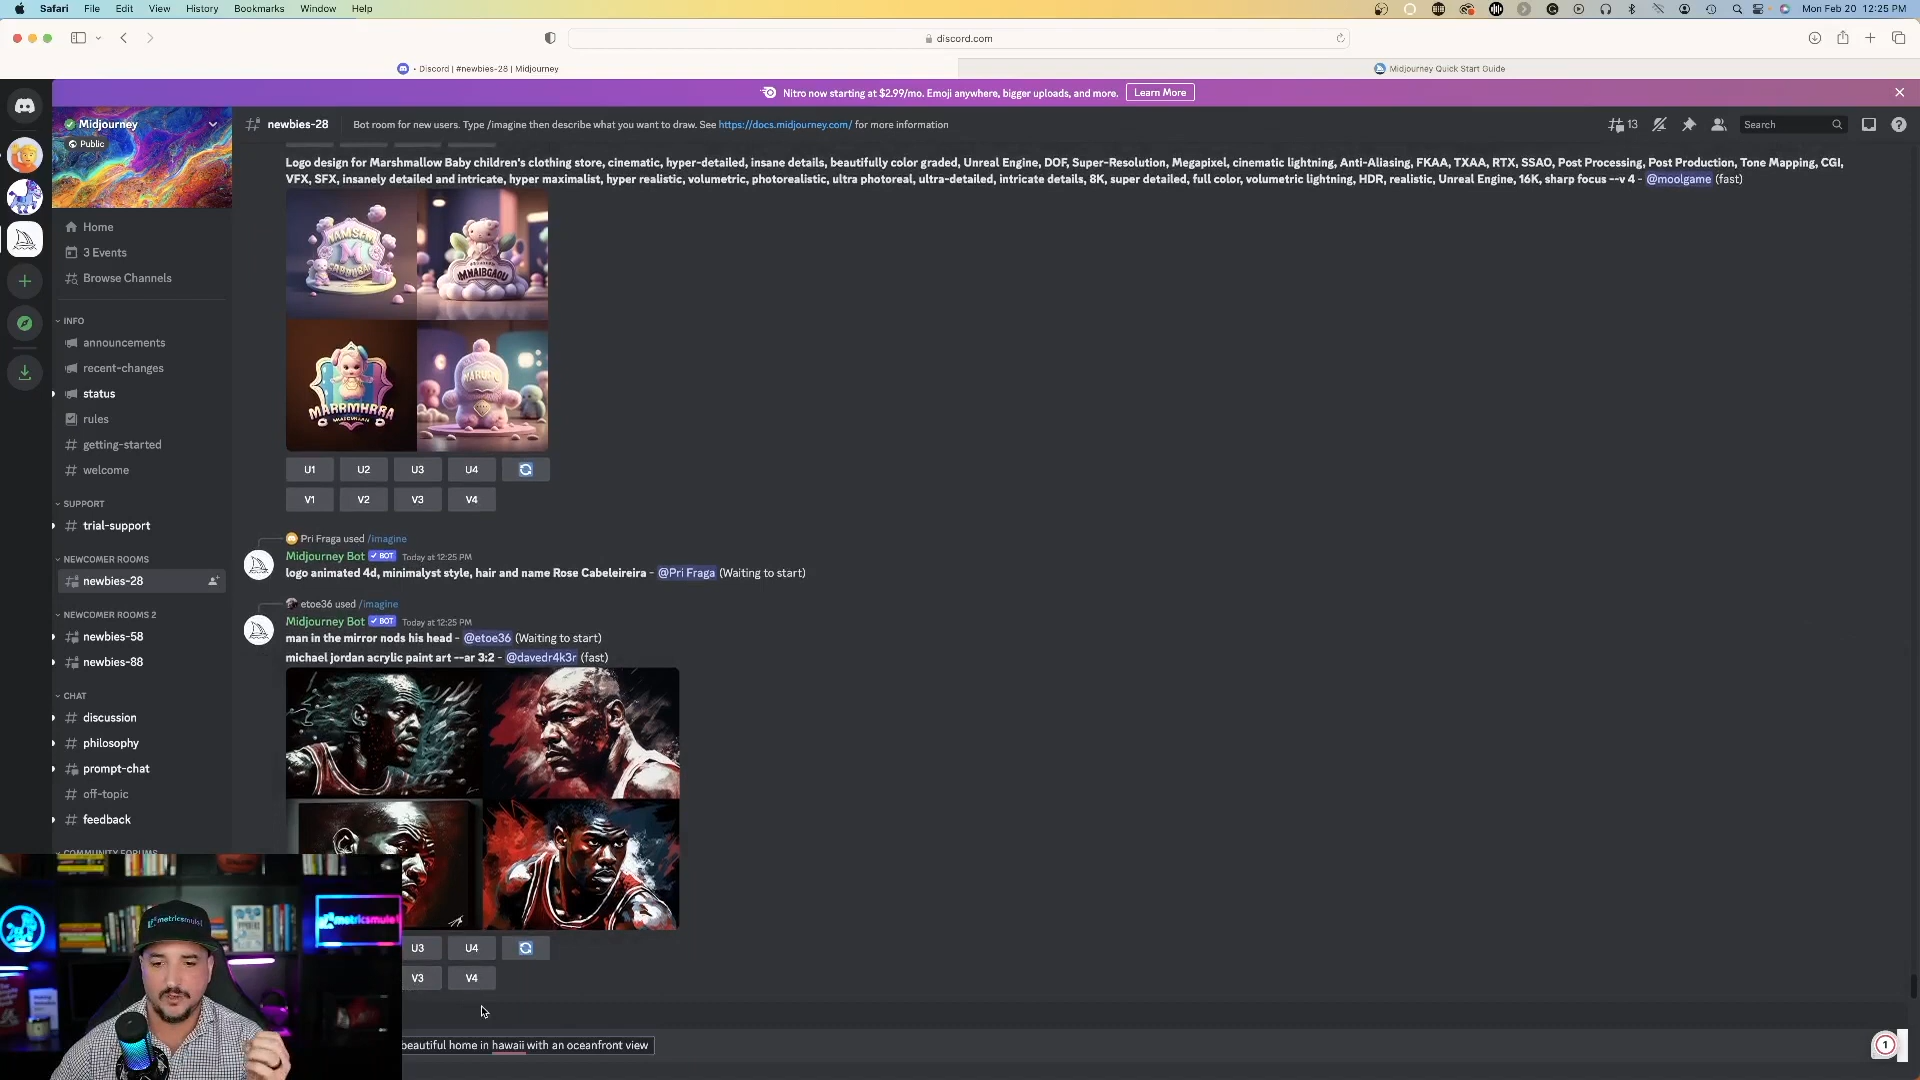 Safari File Edit View History Bookmarks Window Help
Mon Feb 20 12:25 PM
discord.com
• Discord | #newbies-28 | Midjourney
Midjourney Quick Start Guide
Nitro now starting at $2.99/mo. Emoji anywhere, bigger uploads, and more. Learn More
Midjourney
Public
newbies-28
Bot room for new users. Type /imagine then describe what you want to draw. See https://docs.midjourney.com/ for more information
13
Search
Home
3 Events
Browse Channels
INFO
announcements
recent-changes
status
rules
getting-started
welcome
SUPPORT
trial-support
NEWCOMER ROOMS
newbies-28
NEWCOMER ROOMS 2
newbies-58
newbies-88
CHAT
discussion
philosophy
prompt-chat
off-topic
feedback
COMMUNITY FORUMS
Logo design for Marshmallow Baby children's clothing store, cinematic, hyper-detailed, insane details, beautifully color graded, Unreal Engine, DOF, Super-Resolution, Megapixel, cinematic lightning, Anti-Aliasing, FKAA, TXAA, RTX, SSAO, Post Processing, Post Production, Tone Mapping, CGI,
VFX, SFX, insanely detailed and intricate, hyper maximalist, hyper realistic, volumetric, photorealistic, ultra photoreal, ultra-detailed, intricate details, 8K, super detailed, full color, volumetric lightning, HDR, realistic, Unreal Engine, 16K, sharp focus --v 4 - @moolgame (fast)
U1 U2 U3 U4
V1 V2 V3 V4
Pri Fraga used /imagine
Midjourney Bot BOT Today at 12:25 PM
logo animated 4d, minimalyst style, hair and name Rose Cabeleireira - @Pri Fraga (Waiting to start)
etoe36 used /imagine
Midjourney Bot BOT Today at 12:25 PM
man in the mirror nods his head - @etoe36 (Waiting to start)
michael jordan acrylic paint art --ar 3:2 - @davedr4k3r (fast)
U3 U4
V3 V4
metricsmule
metricsmule
beautiful home in hawaii with an oceanfront view
1